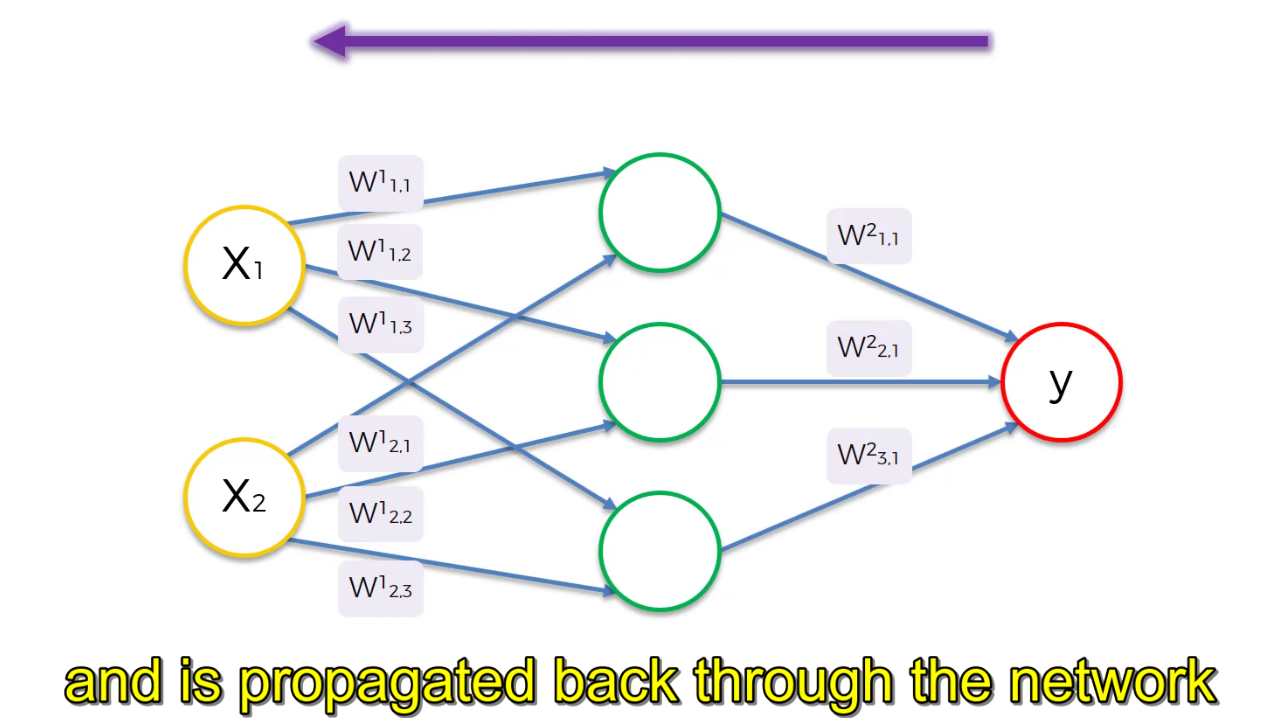 W¹1,1
X1
W¹1,2
W¹1,3
W¹2,1
X2
W¹2,2
W¹2,3
W²1,1
W²2,1
W²3,1
y
and is propagated back through the network